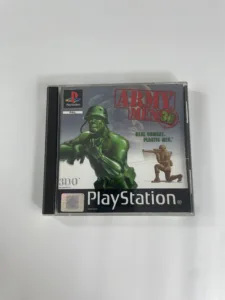 ARMY
MEN 3D
REAL COMBAT.
PLASTIC MEN.
3DO
PlayStation